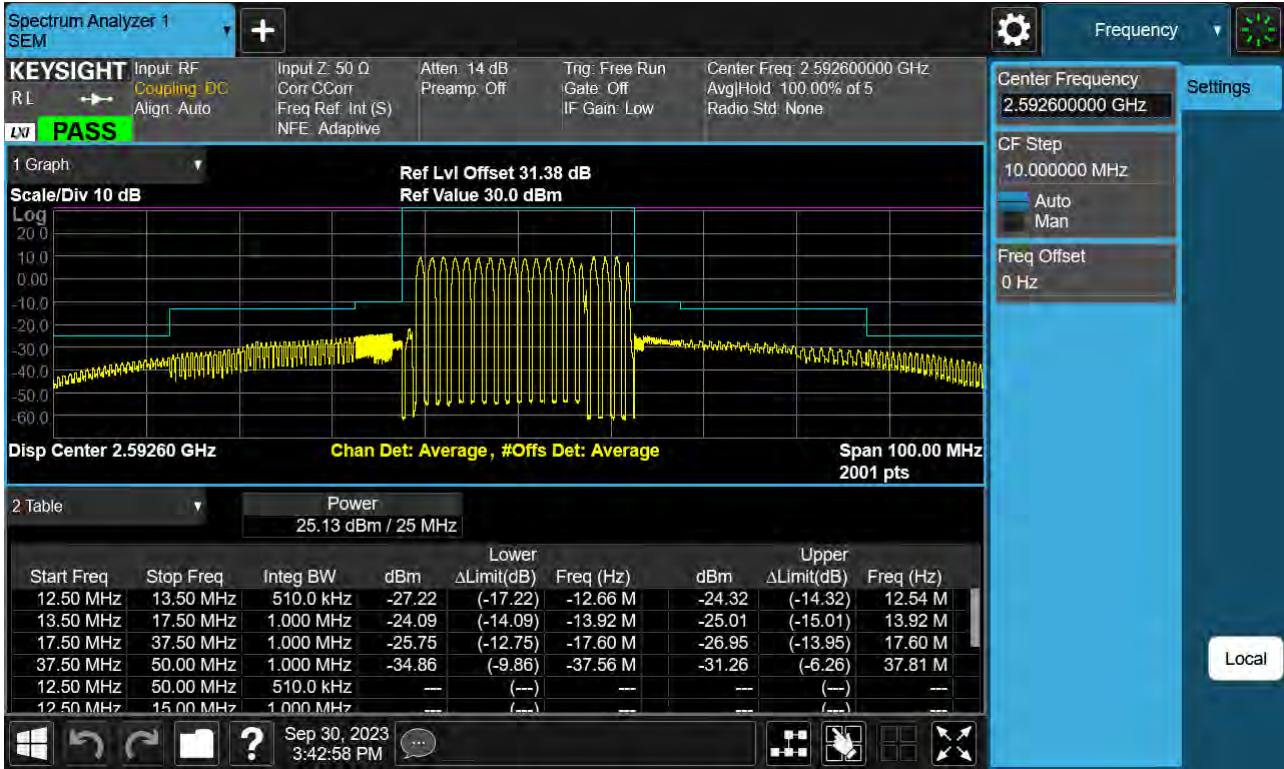 Spectrum Analyzer 1
SEM
Frequency
KEYSIGHT
RL
LXI
PASS
Input: RF
Coupling: DC
Align: Auto
Input Z: 50 Ω
Corr CCorr
Freq Ref: Int (S)
NFE: Adaptive
Atten: 14 dB
Preamp: Off
Trig: Free Run
Gate: Off
IF Gain: Low
Center Freq: 2.592600000 GHz
Avg|Hold: 100.00% of 5
Radio Std: None
Center Frequency
2.592600000 GHz
Settings
CF Step
10.000000 MHz
Auto
Man
Freq Offset
0 Hz
1 Graph
Scale/Div 10 dB
Ref Lvl Offset 31.38 dB
Ref Value 30.0 dBm
Log
20.0
10.0
0.00
-10.0
-20.0
-30.0
-40.0
-50.0
-60.0
Disp Center 2.59260 GHz
Chan Det: Average, #Offs Det: Average
Span 100.00 MHz
2001 pts
2 Table
Power
25.13 dBm / 25 MHz
Lower Upper
Start Freq Stop Freq Integ BW dBm ΔLimit(dB) Freq (Hz) dBm ΔLimit(dB) Freq (Hz)
12.50 MHz 13.50 MHz 510.0 kHz -27.22 (-17.22) -12.66 M -24.32 (-14.32) 12.54 M
13.50 MHz 17.50 MHz 1.000 MHz -24.09 (-14.09) -13.92 M -25.01 (-15.01) 13.92 M
17.50 MHz 37.50 MHz 1.000 MHz -25.75 (-12.75) -17.60 M -26.95 (-13.95) 17.60 M
37.50 MHz 50.00 MHz 1.000 MHz -34.86 (-9.86) -37.56 M -31.26 (-6.26) 37.81 M
12.50 MHz 50.00 MHz 510.0 kHz --- (---) --- --- (---) ---
12.50 MHz 15.00 MHz 1.000 MHz --- (---) --- --- (---) ---
Local
?
Sep 30, 2023
3:42:58 PM